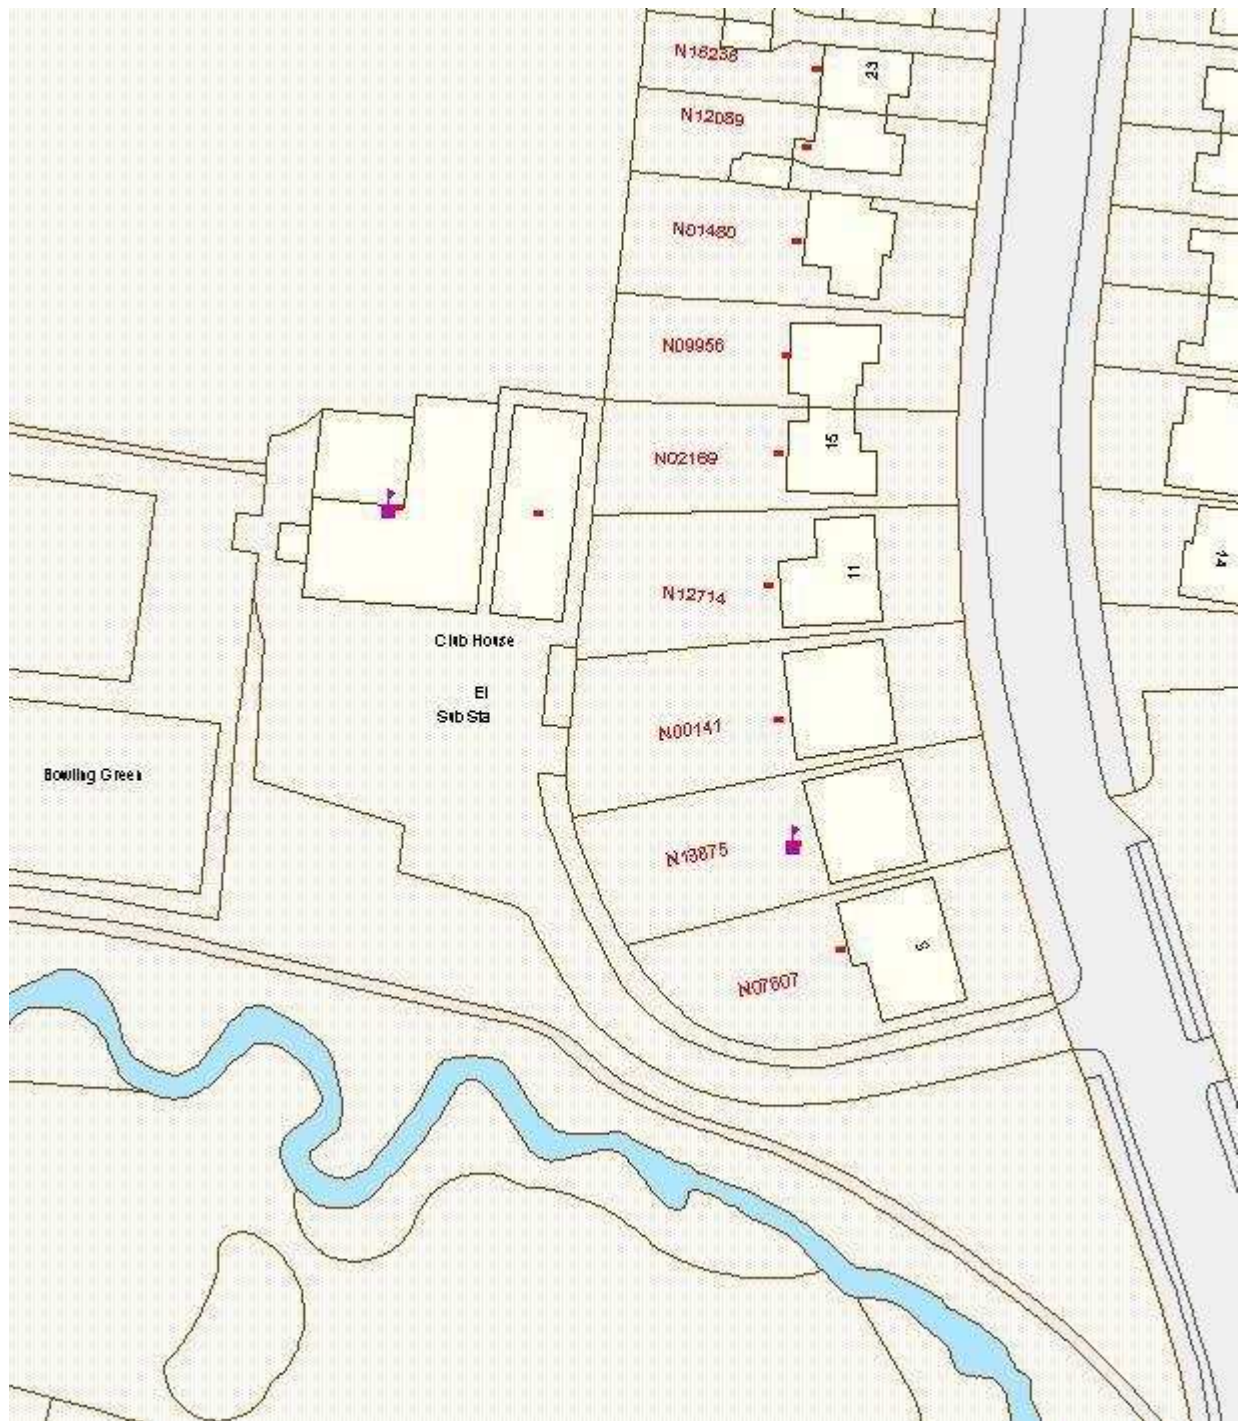 N16236
23
N12089
N01480
N09956
15
N02169
11
N12714
14
Club House
El
Sub Sta
N00141
Bowling Green
N13875
5
N07607